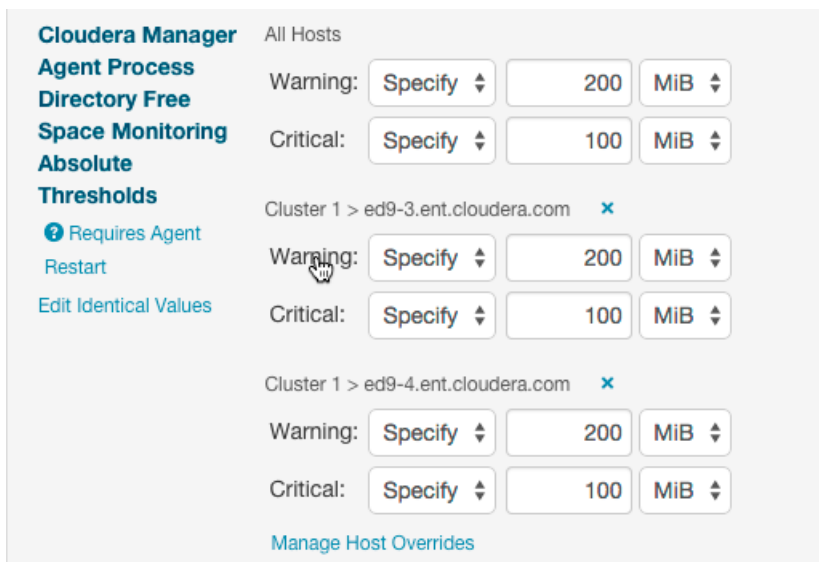 Cloudera Manager
Agent Process
Directory Free
Space Monitoring
Absolute
Thresholds
? Requires Agent
Restart
Edit Identical Values
All Hosts
Warning: Specify 200 MiB
Critical: Specify 100 MiB
Cluster 1 > ed9-3.ent.cloudera.com ×
Warning: Specify 200 MiB
Critical: Specify 100 MiB
Cluster 1 > ed9-4.ent.cloudera.com ×
Warning: Specify 200 MiB
Critical: Specify 100 MiB
Manage Host Overrides